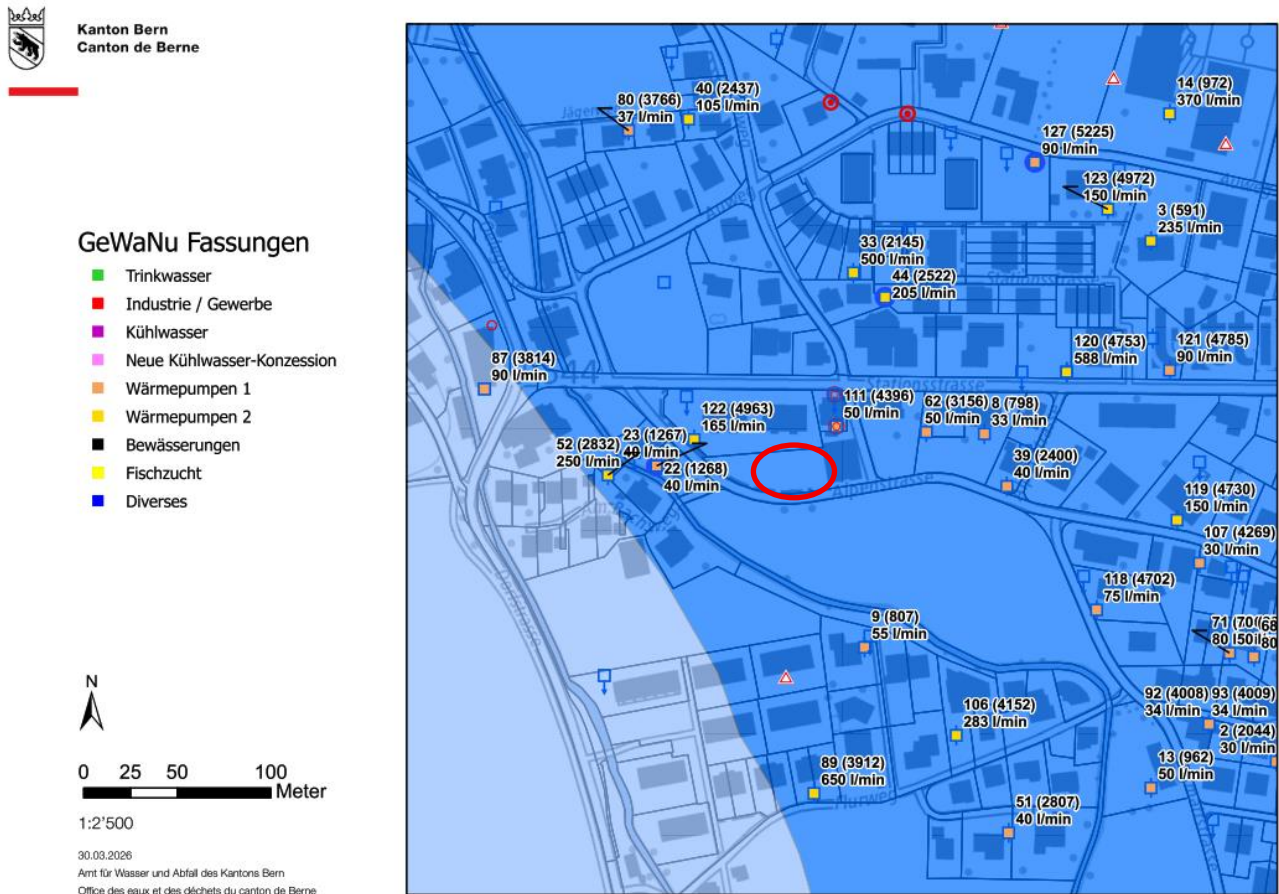 Kanton Bern
Canton de Berne
GeWaNu Fassungen
Trinkwasser
Industrie / Gewerbe
Kühlwasser
Neue Kühlwasser-Konzession
Wärmepumpen 1
Wärmepumpen 2
Bewässerungen
Fischzucht
Diverses
N
0 25 50 100
Meter
1:2'500
30.03.2026
Amt für Wasser und Abfall des Kantons Bern
Office des eaux et des déchets du canton de Berne
80 (3766)
37 l/min
40 (2437)
105 l/min
14 (972)
370 l/min
127 (5225)
90 l/min
123 (4972)
150 l/min
3 (591)
235 l/min
Auweg
33 (2145)
500 l/min
44 (2522)
205 l/min
Stationsstrasse
120 (4753)
588 l/min
121 (4785)
90 l/min
87 (3814)
90 l/min
544
Stationsstrasse
111 (4396)
50 l/min
62 (3156)
50 l/min
8 (798)
33 l/min
122 (4963)
165 l/min
23 (1267)
40 l/min
52 (2832)
250 l/min
22 (1268)
40 l/min
39 (2400)
40 l/min
Alpenstrasse
119 (4730)
150 l/min
107 (4269)
30 l/min
Dorfstrasse
118 (4702)
75 l/min
9 (807)
55 l/min
71
80 l
68
80
106 (4152)
283 l/min
92 (4008)
34 l/min
93 (4009)
34 l/min
2 (2044)
30 l/min
89 (3912)
650 l/min
13 (962)
50 l/min
Flurweg
51 (2807)
40 l/min